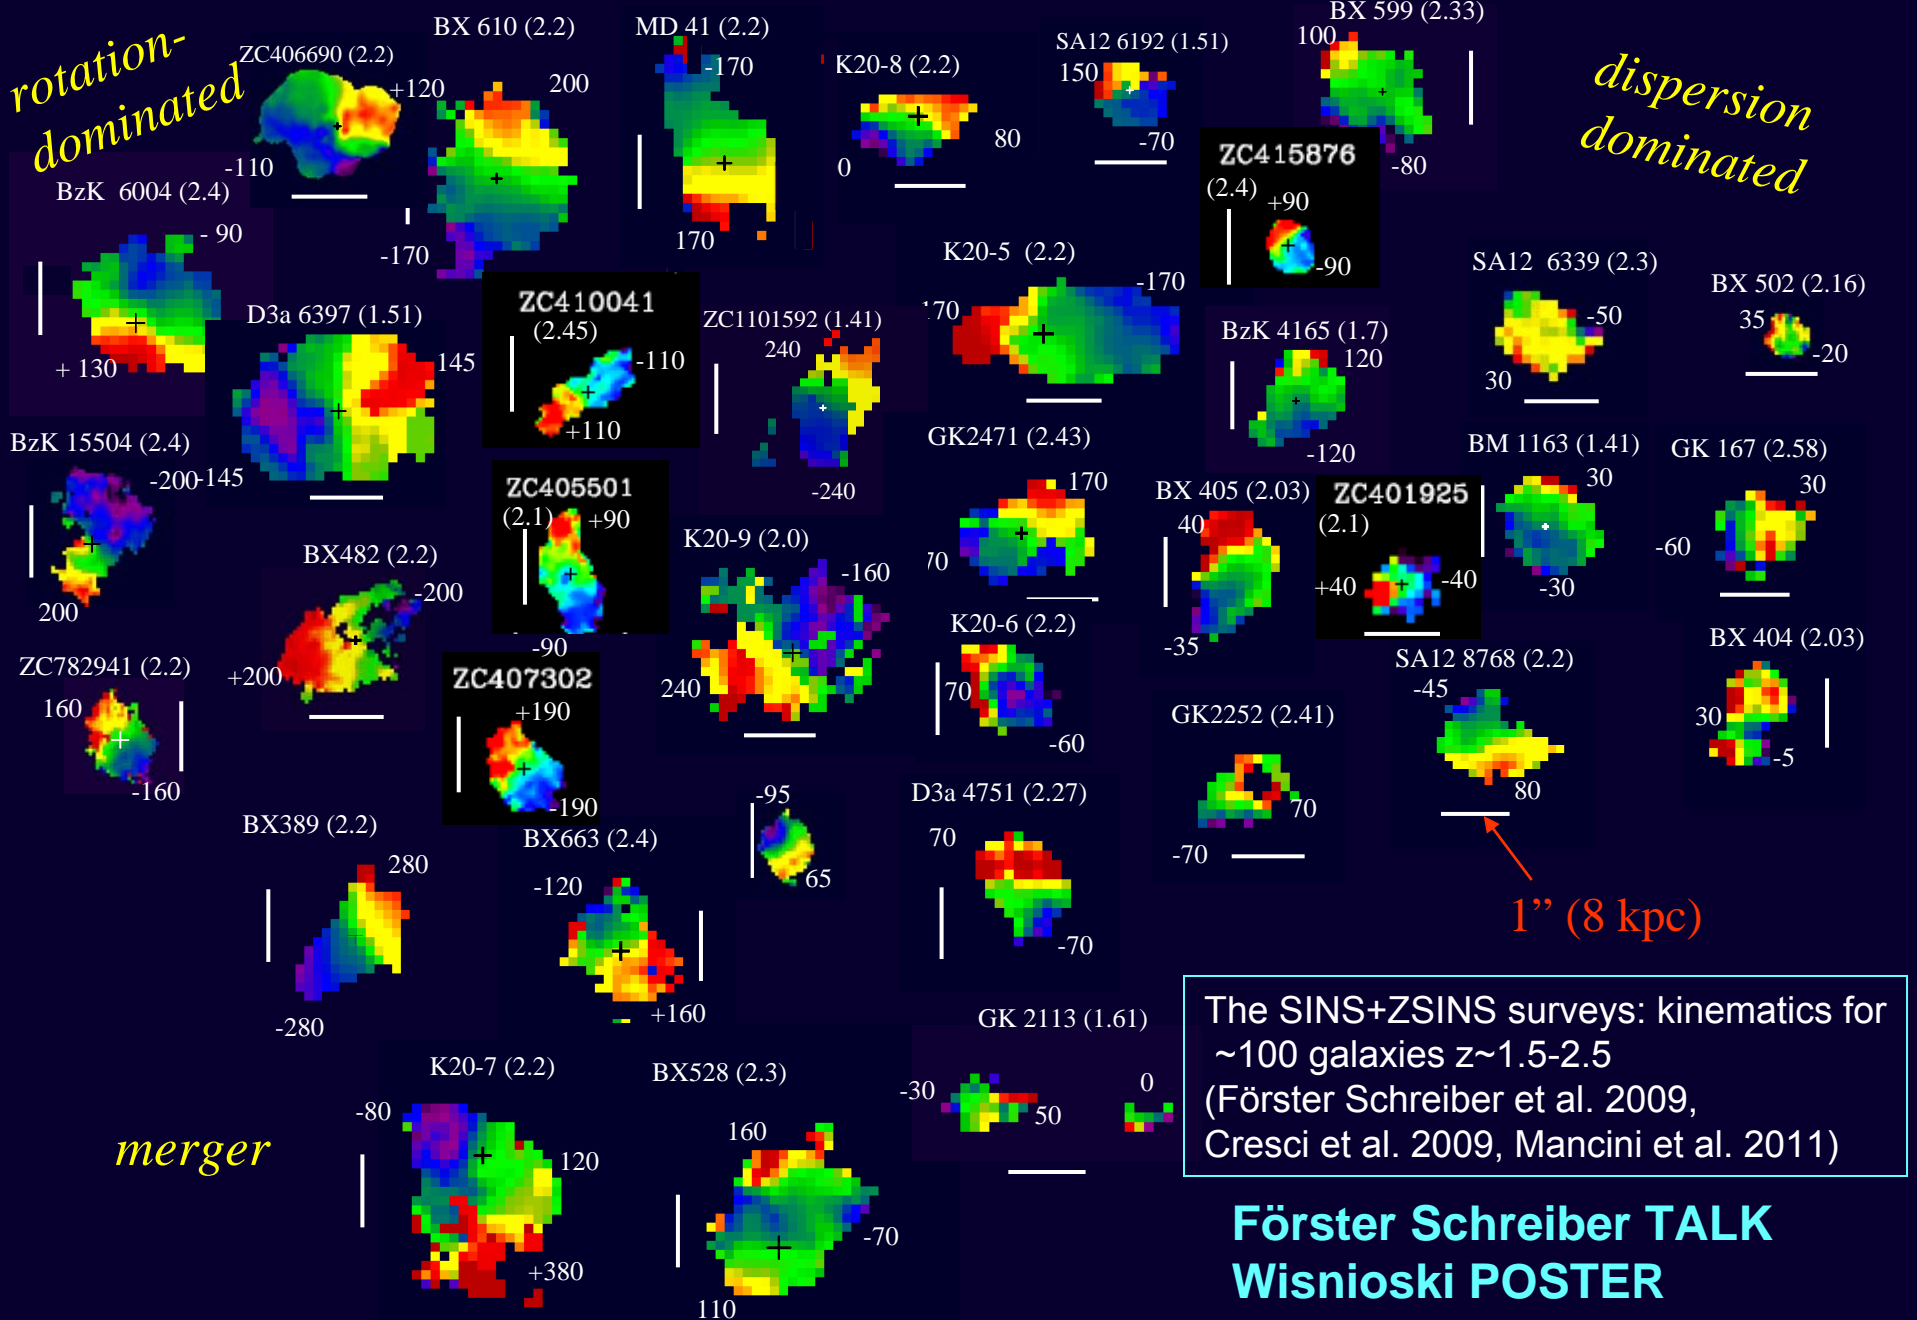 rotation-
dominated
ZC406690 (2.2)
+120
-110
BX 610 (2.2)
200
-170
MD 41 (2.2)
-170
170
K20-8 (2.2)
80
0
SA12 6192 (1.51)
150
-70
BX 599 (2.33)
100
-80
dispersion
dominated
BzK 6004 (2.4)
- 90
+ 130
D3a 6397 (1.51)
145
-145
ZC410041
(2.45)
-110
+110
ZC1101592 (1.41)
240
-240
K20-5 (2.2)
-170
170
ZC415876
(2.4)
+90
-90
BzK 4165 (1.7)
120
-120
SA12 6339 (2.3)
-50
30
BX 502 (2.16)
35
-20
BzK 15504 (2.4)
-200
200
BX482 (2.2)
-200
+200
ZC405501
(2.1)
+90
-90
K20-9 (2.0)
-160
240
GK2471 (2.43)
170
70
BX 405 (2.03)
40
-35
ZC401925
(2.1)
+40
-40
BM 1163 (1.41)
30
-30
GK 167 (2.58)
30
-60
ZC782941 (2.2)
160
-160
ZC407302
+190
-190
K20-6 (2.2)
70
-60
GK2252 (2.41)
70
-70
SA12 8768 (2.2)
-45
80
BX 404 (2.03)
30
-5
BX389 (2.2)
280
-280
BX663 (2.4)
-120
+160
-95
65
D3a 4751 (2.27)
70
-70
1” (8 kpc)
merger
K20-7 (2.2)
-80
120
+380
BX528 (2.3)
160
-70
110
GK 2113 (1.61)
-30
50
0
The SINS+ZSINS surveys: kinematics for
~100 galaxies z~1.5-2.5
(Förster Schreiber et al. 2009,
Cresci et al. 2009, Mancini et al. 2011)
Förster Schreiber TALK
Wisnioski POSTER